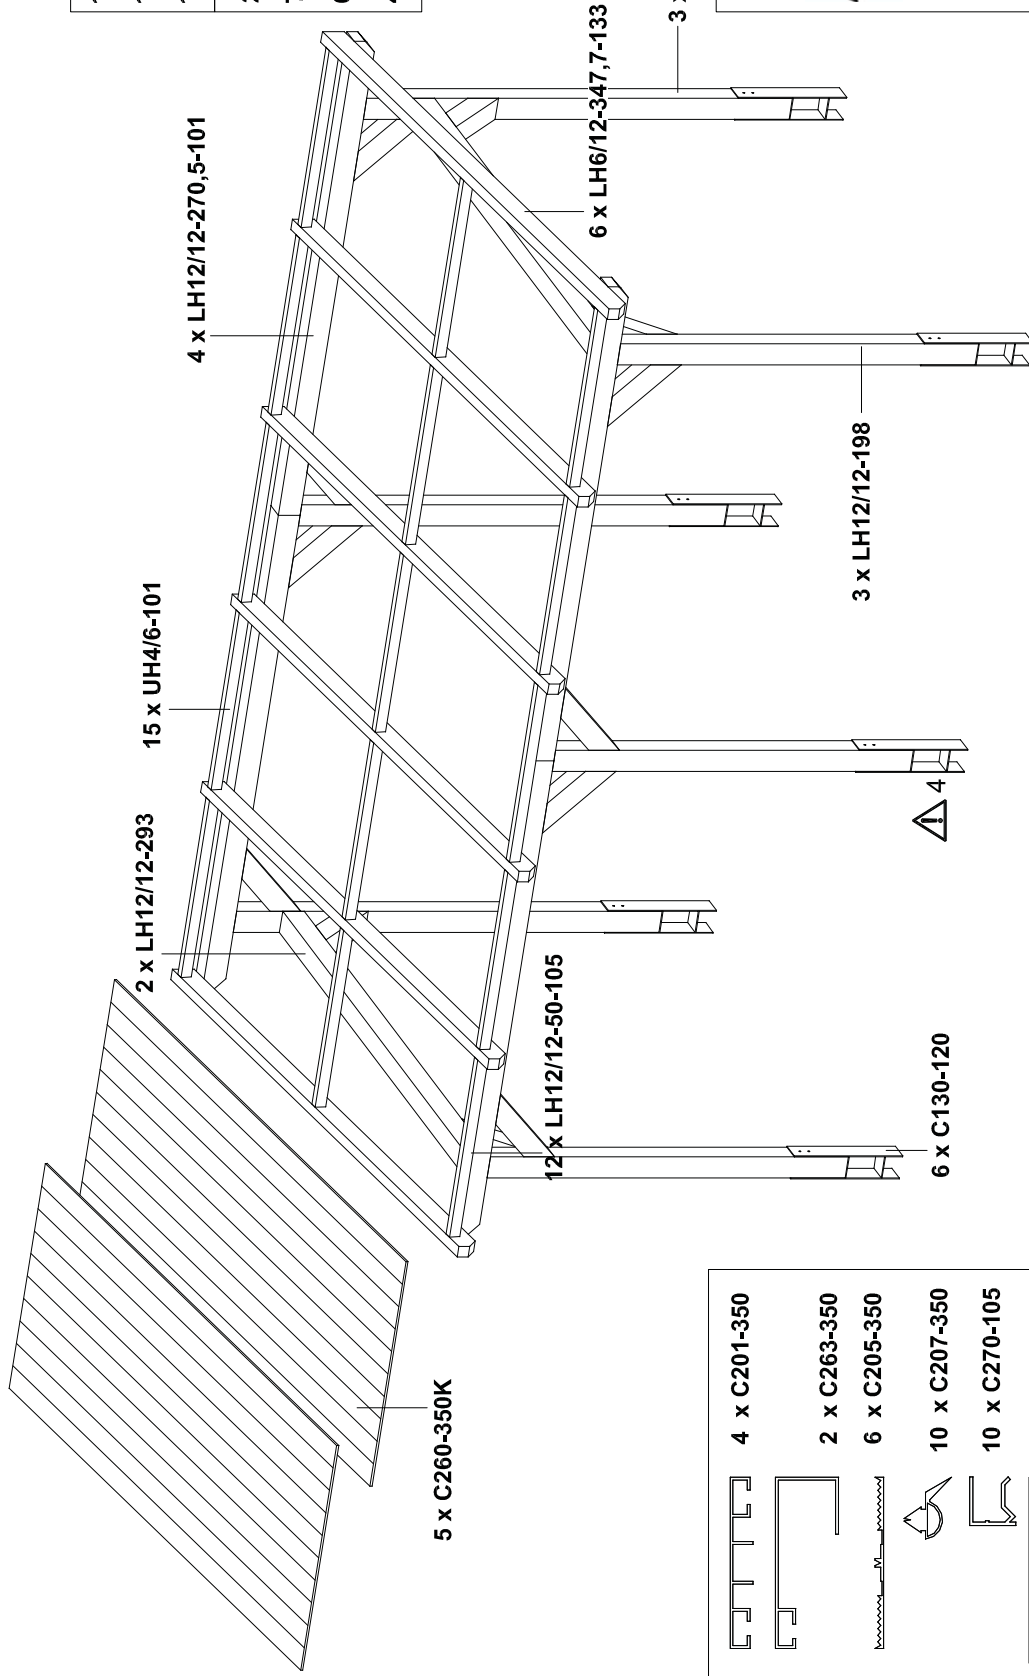 4 x LH12/12-270,5-101
15 x UH4/6-101
2 x LH12/12-293
6 x LH6/12-347,7-133
3 x
3 x LH12/12-198
12 x LH12/12-50-105
4
6 x C130-120
5 x C260-350K
4 x C201-350
2 x C263-350
6 x C205-350
10 x C207-350
10 x C270-105